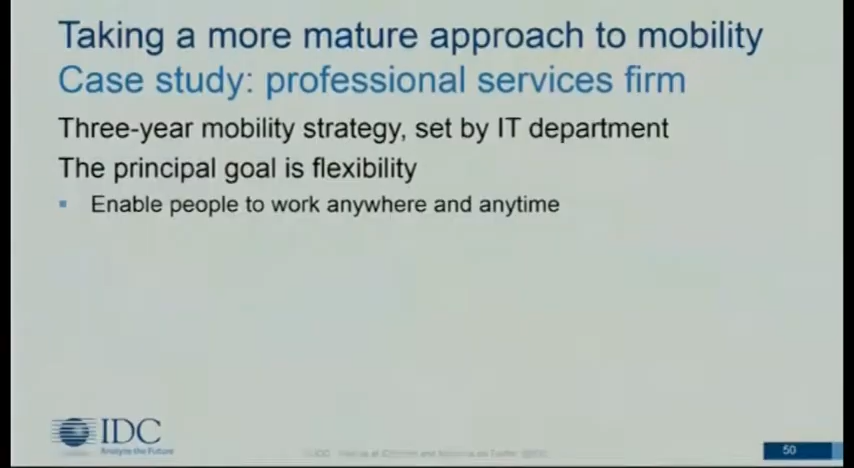 Taking a more mature approach to mobility
Case study: professional services firm
Three-year mobility strategy, set by IT department
The principal goal is flexibility
▪ Enable people to work anywhere and anytime
IDC
Analyze the Future
50